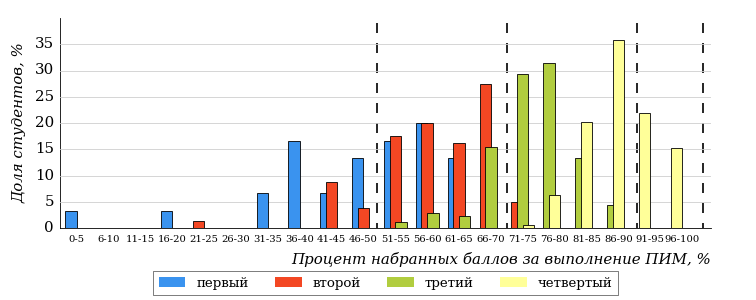 Доля студентов, %
35
30
25
20
15
10
5
0
0-5 6-10 11-15 16-20 21-25 26-30 31-35 36-40 41-45 46-50 51-55 56-60 61-65 66-70 71-75 76-80 81-85 86-90 91-95 96-100
Процент набранных баллов за выполнение ПИМ, %
первый второй третий четвертый